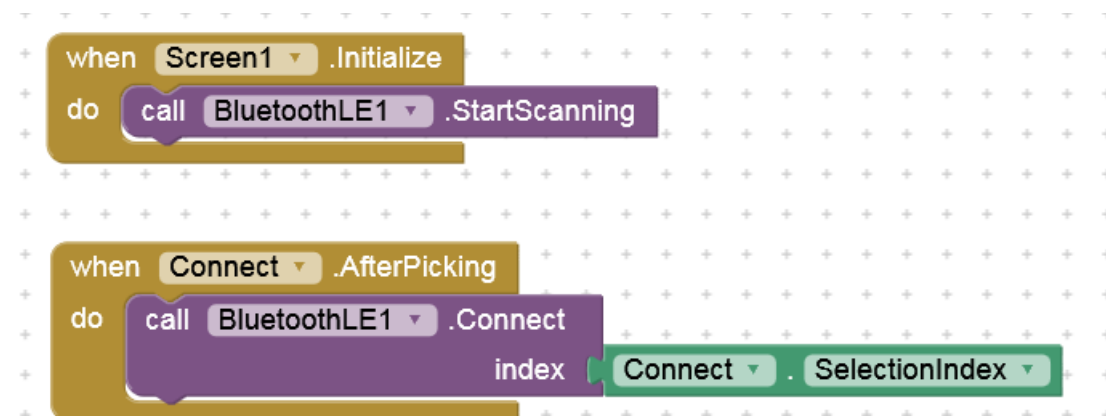 when Screen1 .Initialize
do call BluetoothLE1 .StartScanning
when Connect .AfterPicking
do call BluetoothLE1 .Connect
index Connect . SelectionIndex